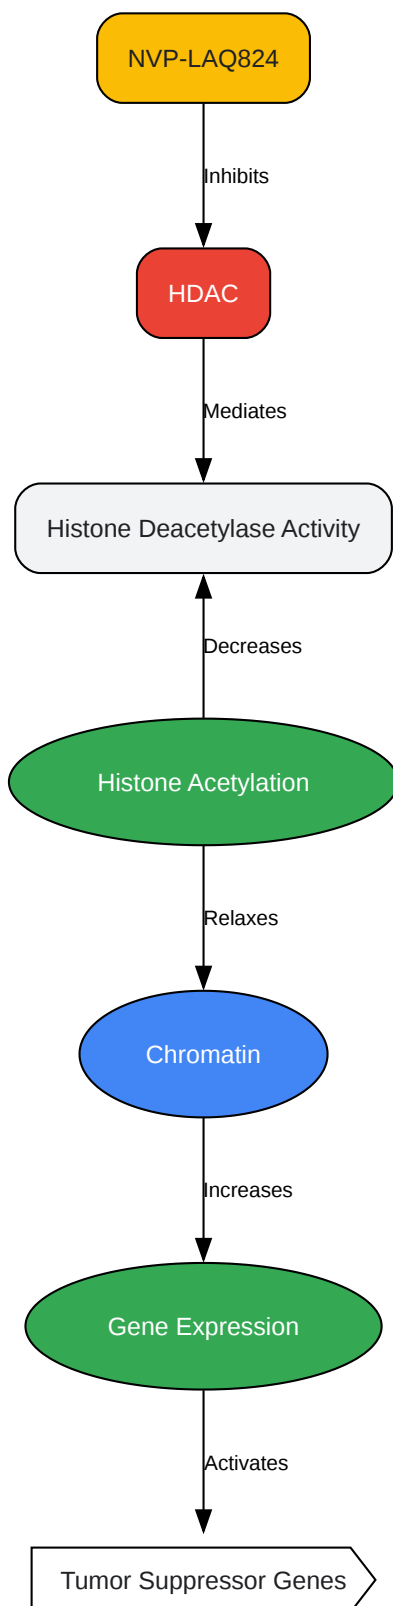 NVP-LAQ824
Inhibits
HDAC
Mediates
Histone Deacetylase Activity
Decreases
Histone Acetylation
Relaxes
Chromatin
Increases
Gene Expression
Activates
Tumor Suppressor Genes